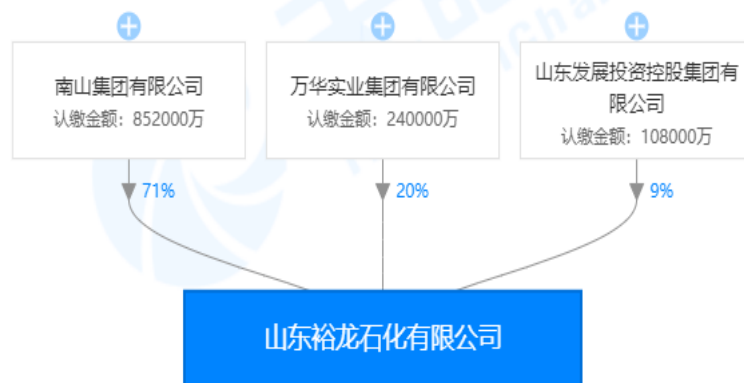 南山集团有限公司
认缴金额：852000万
万华实业集团有限公司
认缴金额：240000万
山东发展投资控股集团有
限公司
认缴金额：108000万
71%
20%
9%
山东裕龙石化有限公司